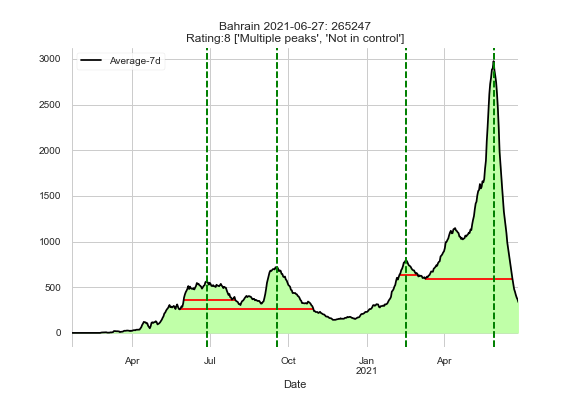 Bahrain 2021-06-27: 265247
Rating:8 ['Multiple peaks', 'Not in control']
Average-7d
3000
2500
2000
1500
1000
500
0
Apr Jul Oct Jan Apr
2021
Date